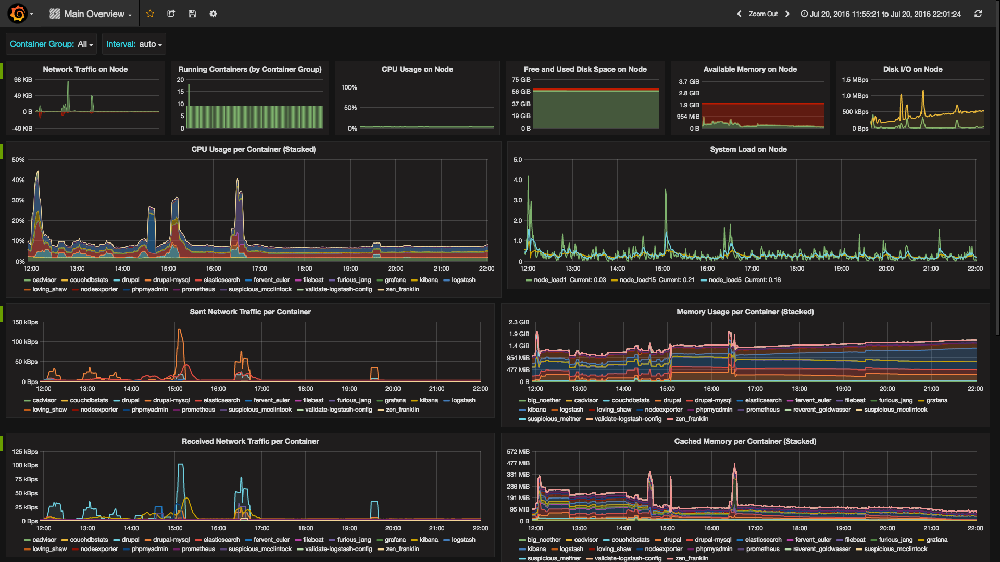 Main Overview
Zoom Out
Jul 20, 2016 11:55:21 to Jul 20, 2016 22:01:24
Container Group: All
Interval: auto
Network Traffic on Node
98 KiB
49 KiB
0 B
-49 KiB
Running Containers (by Container Group)
20
15
10
5
0
CPU Usage on Node
100%
50%
0%
Free and Used Disk Space on Node
75 GiB
56 GiB
37 GiB
19 GiB
0 B
Available Memory on Node
3.7 GiB
2.8 GiB
1.9 GiB
954 MiB
0 B
Disk I/O on Node
1.5 MBps
1.0 MBps
500 kBps
0 Bps
CPU Usage per Container (Stacked)
50%
40%
30%
20%
10%
0%
12:00 13:00 14:00 15:00 16:00 17:00 18:00 19:00 20:00 21:00 22:00
cadvisor couchdbstats drupal drupal-mysql elasticsearch fervent_euler filebeat furious_jang grafana kibana logstash
loving_shaw nodeexporter phpmyadmin prometheus suspicious_mcclintock validate-logstash-config zen_franklin
System Load on Node
5.0
4.0
3.0
2.0
1.0
0
12:00 13:00 14:00 15:00 16:00 17:00 18:00 19:00 20:00 21:00 22:00
node_load1 Current: 0.03 node_load15 Current: 0.21 node_load5 Current: 0.16
Sent Network Traffic per Container
150 kBps
100 kBps
50 kBps
0 Bps
12:00 13:00 14:00 15:00 16:00 17:00 18:00 19:00 20:00 21:00 22:00
cadvisor couchdbstats drupal drupal-mysql elasticsearch fervent_euler filebeat furious_jang grafana kibana logstash
loving_shaw nodeexporter phpmyadmin prometheus suspicious_mcclintock validate-logstash-config zen_franklin
Memory Usage per Container (Stacked)
2.3 GiB
1.9 GiB
1.4 GiB
954 MiB
477 MiB
0 B
12:00 13:00 14:00 15:00 16:00 17:00 18:00 19:00 20:00 21:00 22:00
big_noether cadvisor couchdbstats drupal drupal-mysql elasticsearch fervent_euler filebeat furious_jang grafana
kibana logstash loving_shaw nodeexporter phpmyadmin prometheus reverent_goldwasser suspicious_mcclintock
suspicious_meitner validate-logstash-config zen_franklin
Received Network Traffic per Container
125 kBps
100 kBps
75 kBps
50 kBps
25 kBps
0 Bps
12:00 13:00 14:00 15:00 16:00 17:00 18:00 19:00 20:00 21:00 22:00
cadvisor couchdbstats drupal drupal-mysql elasticsearch fervent_euler filebeat furious_jang grafana kibana logstash
loving_shaw nodeexporter phpmyadmin prometheus suspicious_mcclintock validate-logstash-config zen_franklin
Cached Memory per Container (Stacked)
572 MiB
477 MiB
381 MiB
286 MiB
191 MiB
95 MiB
0 B
12:00 13:00 14:00 15:00 16:00 17:00 18:00 19:00 20:00 21:00 22:00
big_noether cadvisor couchdbstats drupal drupal-mysql elasticsearch fervent_euler filebeat furious_jang grafana
kibana logstash loving_shaw nodeexporter phpmyadmin prometheus reverent_goldwasser suspicious_mcclintock
suspicious_meitner validate-logstash-config zen_franklin